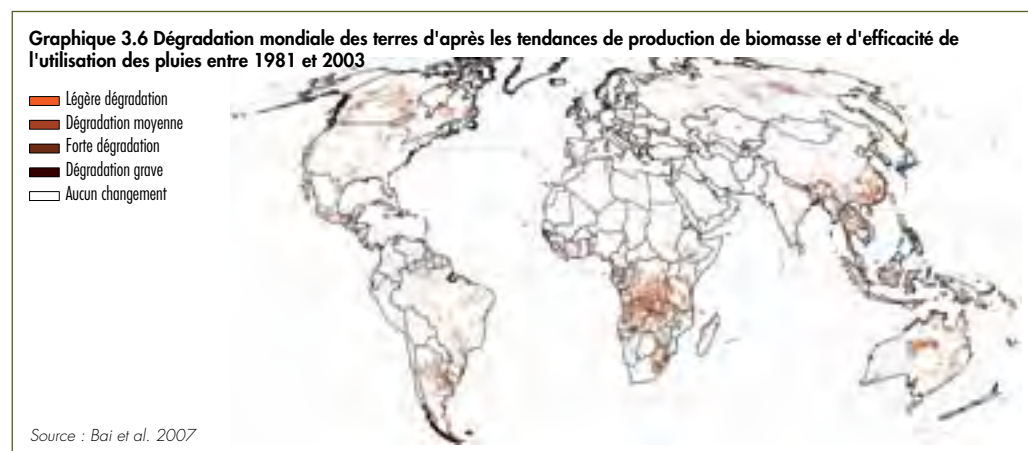 Graphique 3.6 Dégradation mondiale des terres d'après les tendances de production de biomasse et d'efficacité de
l'utilisation des pluies entre 1981 et 2003
Légère dégradation
Dégradation moyenne
Forte dégradation
Dégradation grave
Aucun changement
Source : Bai et al. 2007